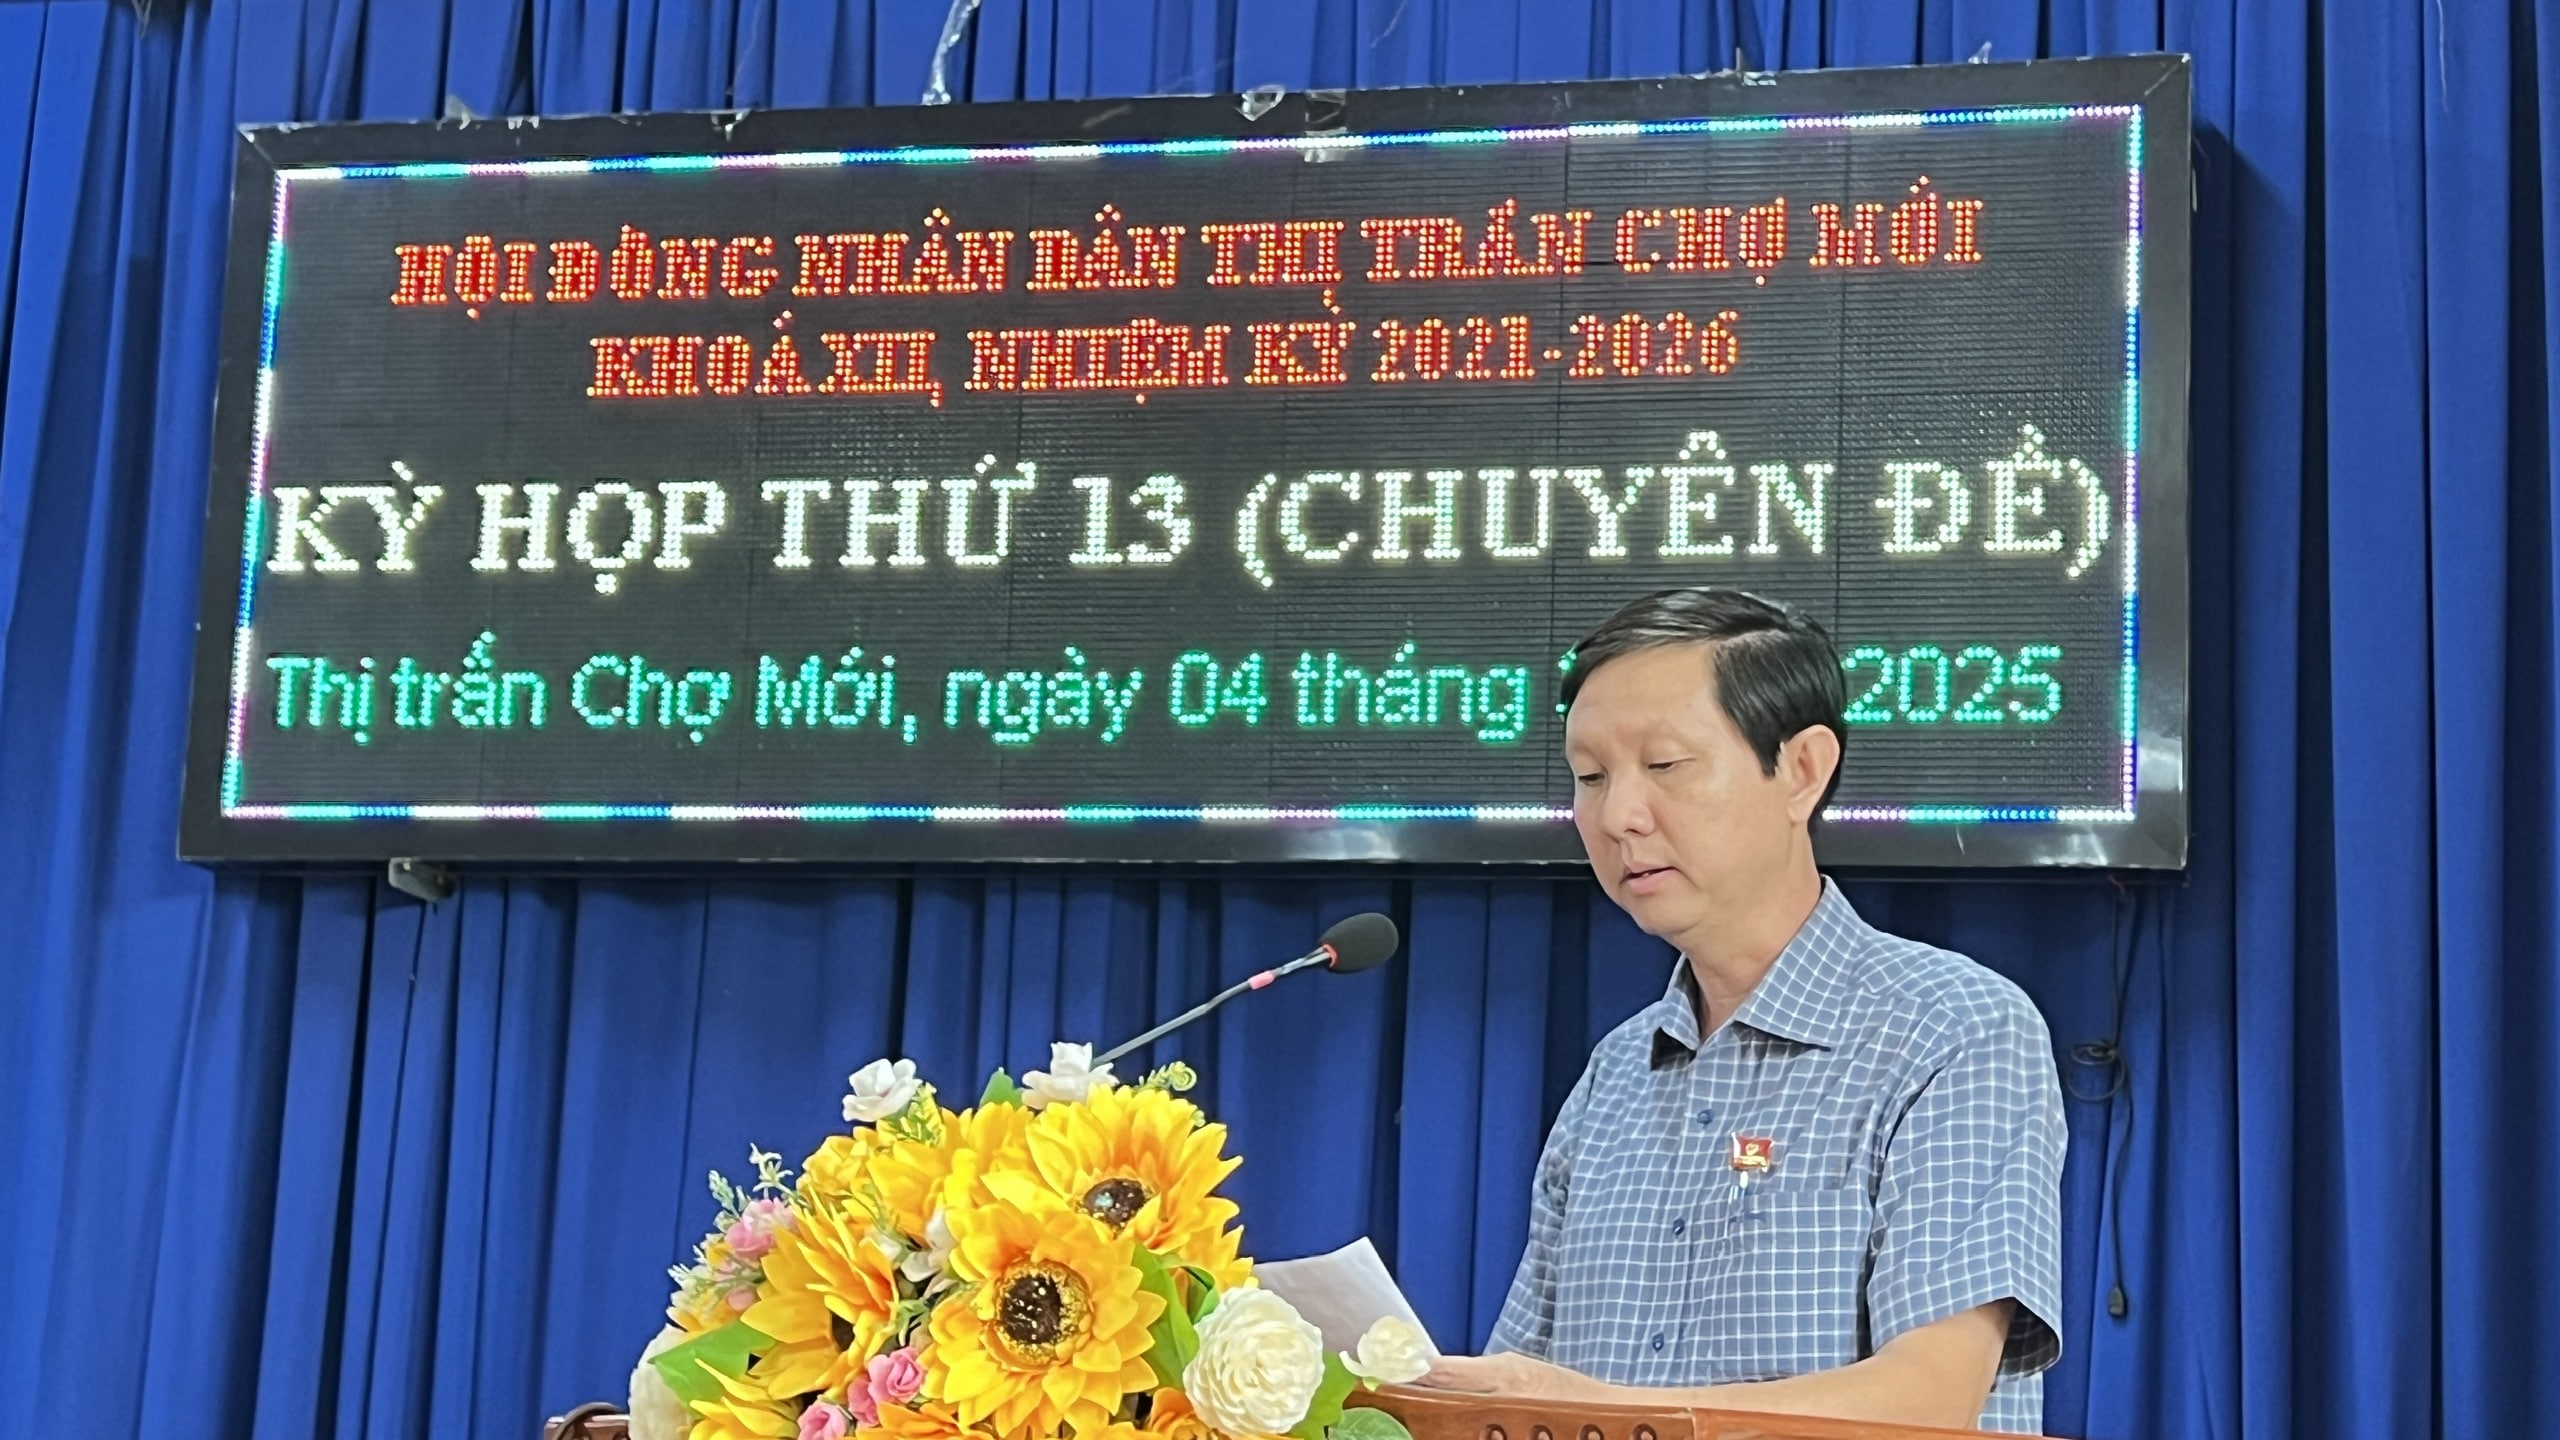 HỘI ĐỒNG NHÂN DÂN THỊ TRẤN CHỢ MỚI
KHOÁ XII, NHIỆM KỲ 2021-2026
KỲ HỌP THỨ 13 (CHUYÊN ĐỀ)
Thị trấn Chợ Mới, ngày 04 tháng 2025